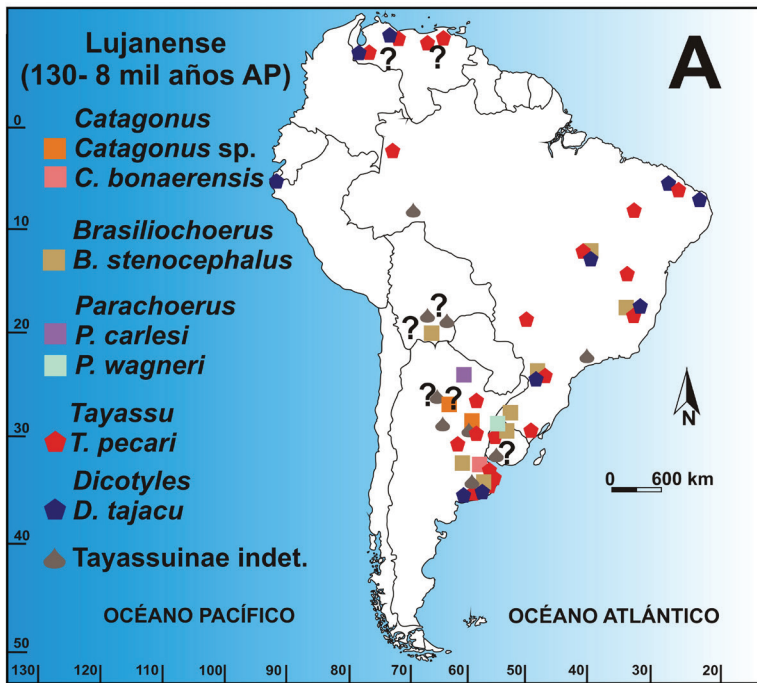 Lujanense
(130- 8 mil años AP)
A
Catagonus
Catagonus sp.
C. bonaerensis
Brasiliochoerus
B. stenocephalus
Parachoerus
P. carlesi
P. wagneri
Tayassu
T. pecari
Dicotyles
D. tajacu
Tayassuinae indet.
? ?
? ?
? ?
?
N
0 600 km
OCÉANO PACÍFICO
OCÉANO ATLÁNTICO
0
10
20
30
40
50
130 120 100 100 90 80 70 60 50 40 30 20